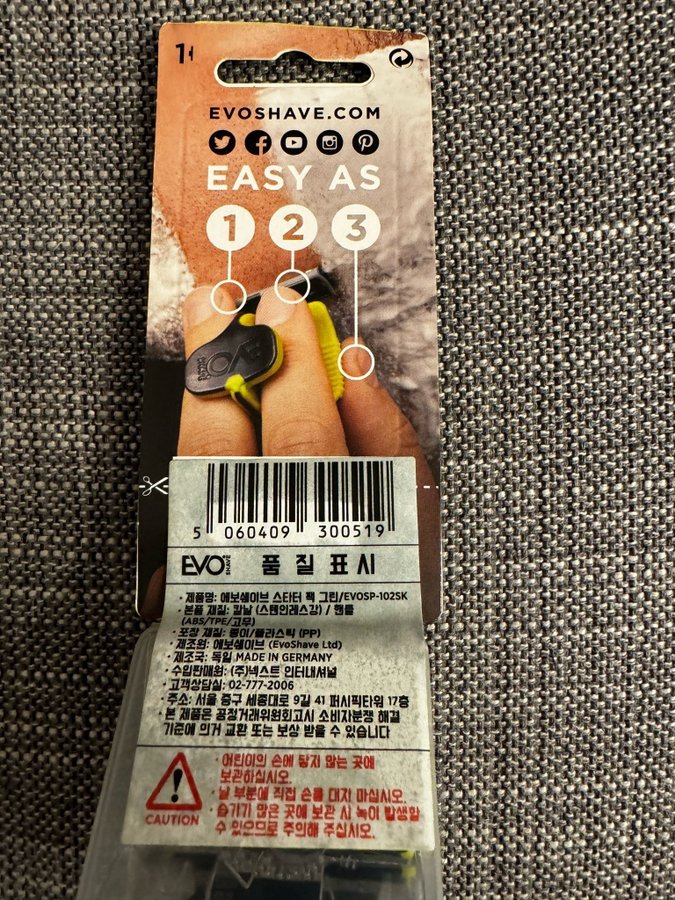 1
EVOSHAVE.COM
EASY AS
1 2 3
EVO
SHAVE
5 060409 300519
EVO SHAVE 품질표시
· 제품명: 에보쉐이브 스타터 팩 그린/EVOSP-102SK
· 본품 재질: 칼날 (스텐인레스강) / 핸들
(ABS/TPE/고무)
· 포장 재질: 종이/플라스틱 (PP)
· 제조원: 에보쉐이브 (EvoShave Ltd)
· 제조국: 독일 MADE IN GERMANY
· 수입판매원: (주)넥스트 인터내셔널
· 고객상담실: 02-777-2006
· 주소: 서울 중구 세종대로 9길 41 퍼시픽타워 17층
· 본 제품은 공정거래위원회고시 소비자분쟁 해결
기준에 의거 교환 또는 보상 받을 수 있습니다
CAUTION
· 어린이의 손에 닿지 않는 곳에
보관하십시오.
· 날 부분에 직접 손을 대지 마십시오.
· 습기가 많은 곳에 보관 시 녹이 발생할
수 있으므로 주의해 주십시오.